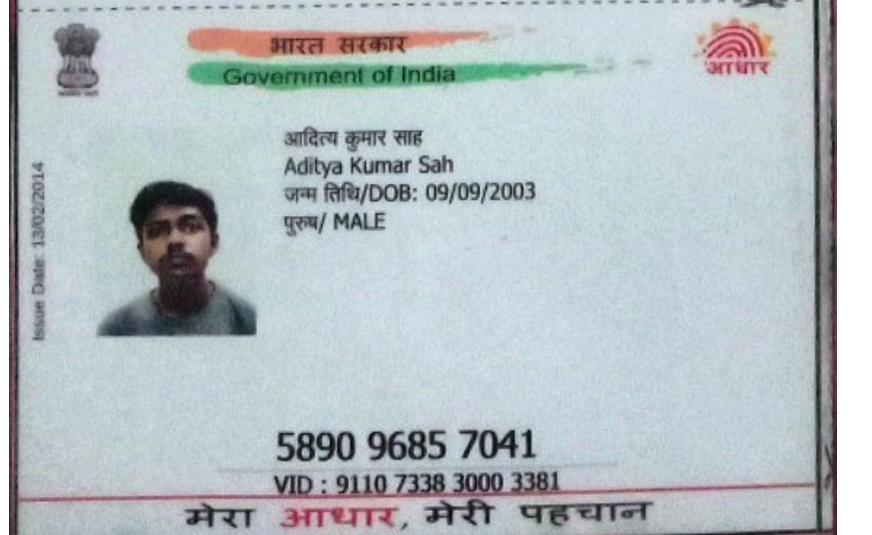 भारत सरकार
Government of India
आधार
Issue Date: 13/02/2014
आदित्य कुमार साह
Aditya Kumar Sah
जन्म तिथि/DOB: 09/09/2003
पुरुष/ MALE
5890 9685 7041
VID : 9110 7338 3000 3381
मेरा आधार, मेरी पहचान